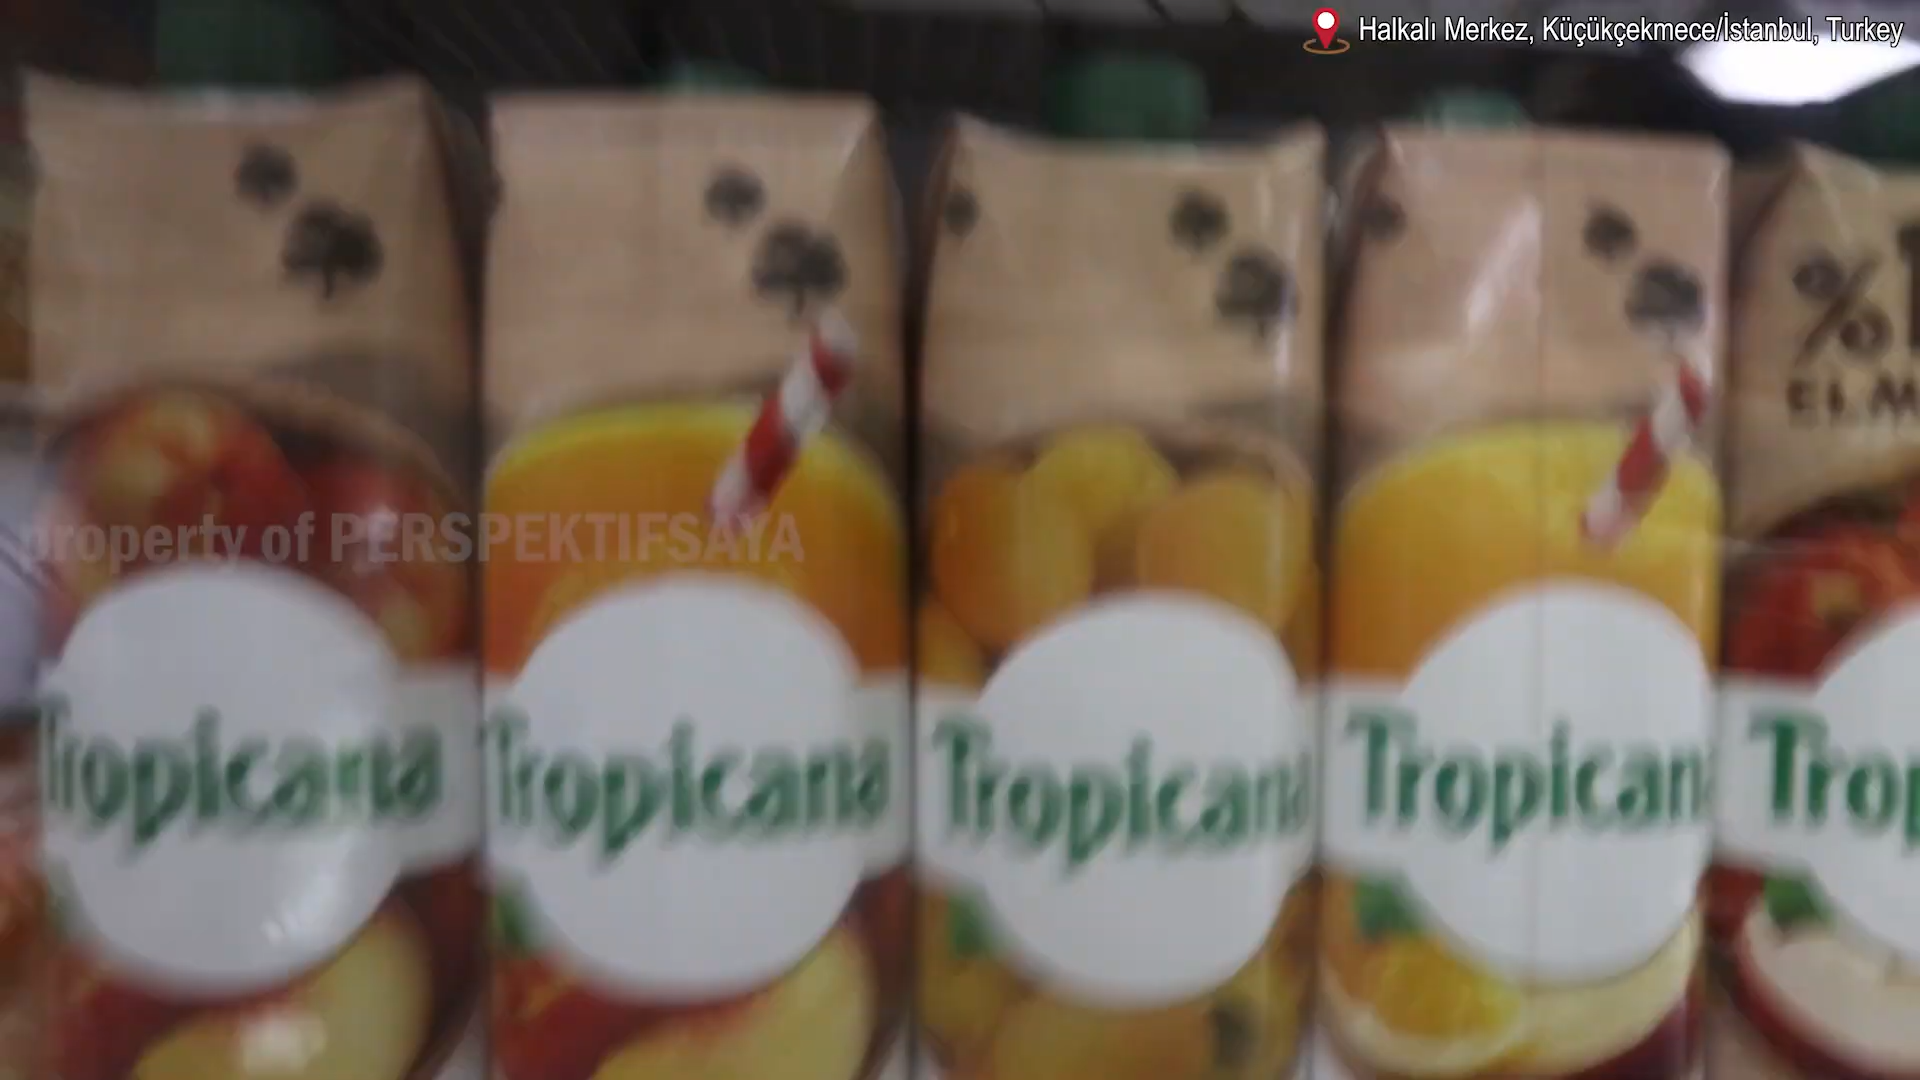 Halkalı Merkez, Küçükçekmece/İstanbul, Turkey
property of PERSPEKTIFSAYA
Tropicana
Tropicana
Tropicana
Tropicana